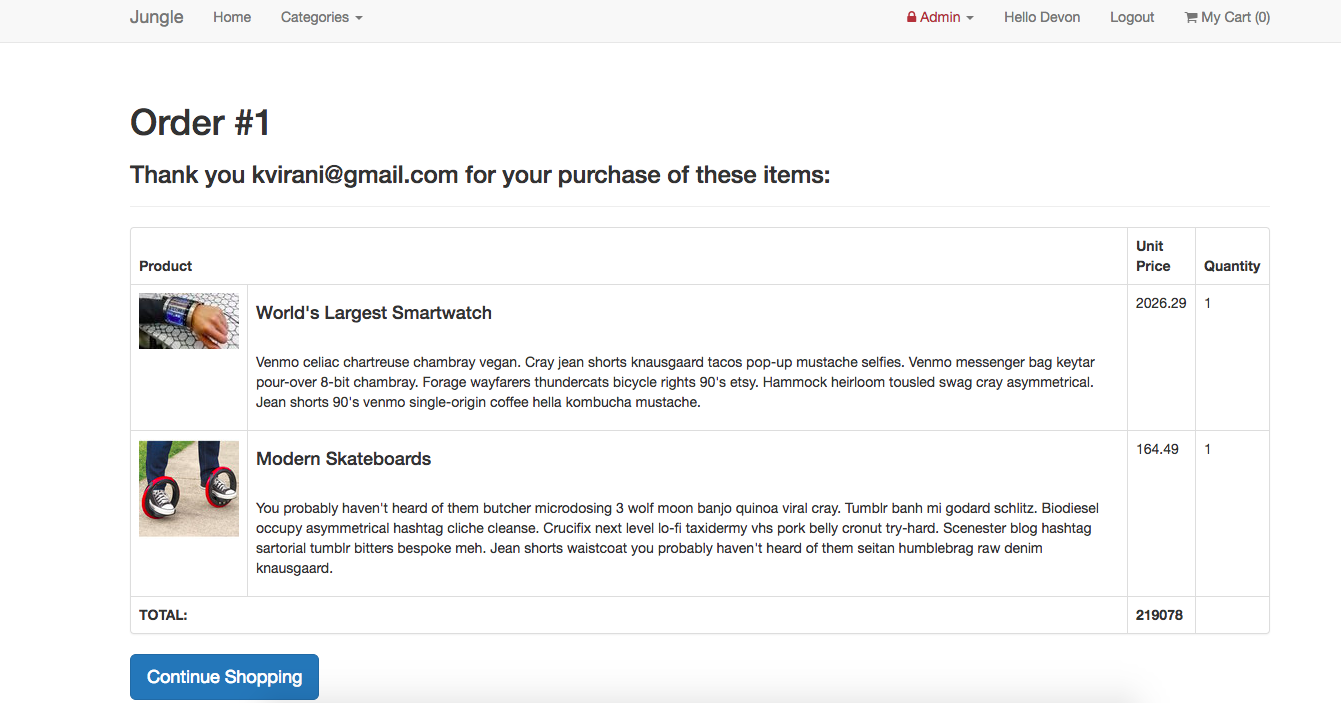 Jungle Home Categories Admin Hello Devon Logout My Cart (0)
Order #1
Thank you kvirani@gmail.com for your purchase of these items:
Product Unit Price Quantity
World's Largest Smartwatch 2026.29 1
Venmo celiac chartreuse chambray vegan. Cray jean shorts knausgaard tacos pop-up mustache selfies. Venmo messenger bag keytar
pour-over 8-bit chambray. Forage wayfarers thundercats bicycle rights 90's etsy. Hammock heirloom tousled swag cray asymmetrical.
Jean shorts 90's venmo single-origin coffee hella kombucha mustache.
Modern Skateboards 164.49 1
You probably haven't heard of them butcher microdosing 3 wolf moon banjo quinoa viral cray. Tumblr banh mi godard schlitz. Biodiesel
occupy asymmetrical hashtag cliche cleanse. Crucifix next level lo-fi taxidermy vhs pork belly cronut try-hard. Scenester blog hashtag
sartorial tumblr bitters bespoke meh. Jean shorts waistcoat you probably haven't heard of them seitan humblebrag raw denim
knausgaard.
TOTAL: 219078
Continue Shopping